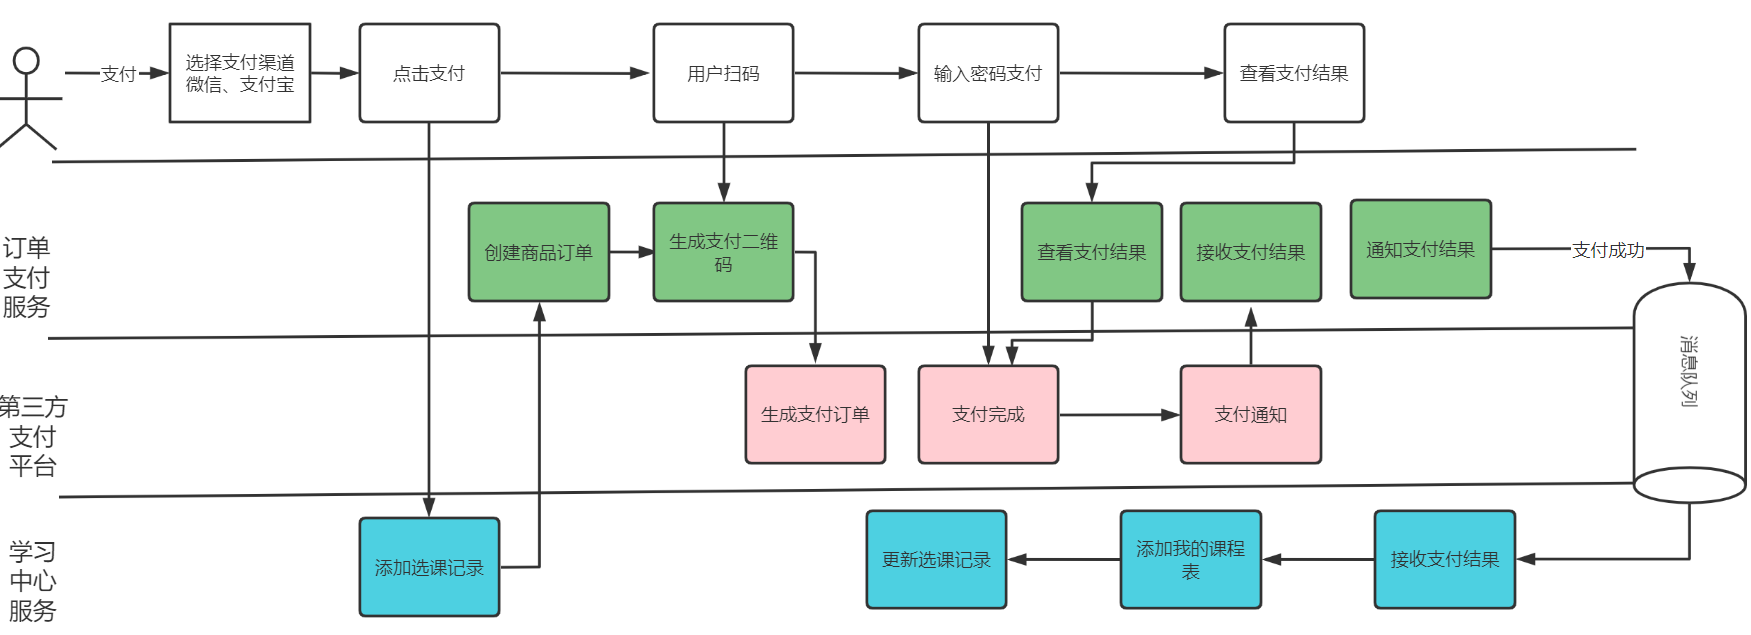 支付
选择支付渠道
微信、支付宝
点击支付
用户扫码
输入密码支付
查看支付结果
订单
支付
服务
创建商品订单
生成支付二维
码
查看支付结果
接收支付结果
通知支付结果
支付成功
消息队列
第三方
支付
平台
生成支付订单
支付完成
支付通知
学习
中心
服务
添加选课记录
更新选课记录
添加我的课程
表
接收支付结果